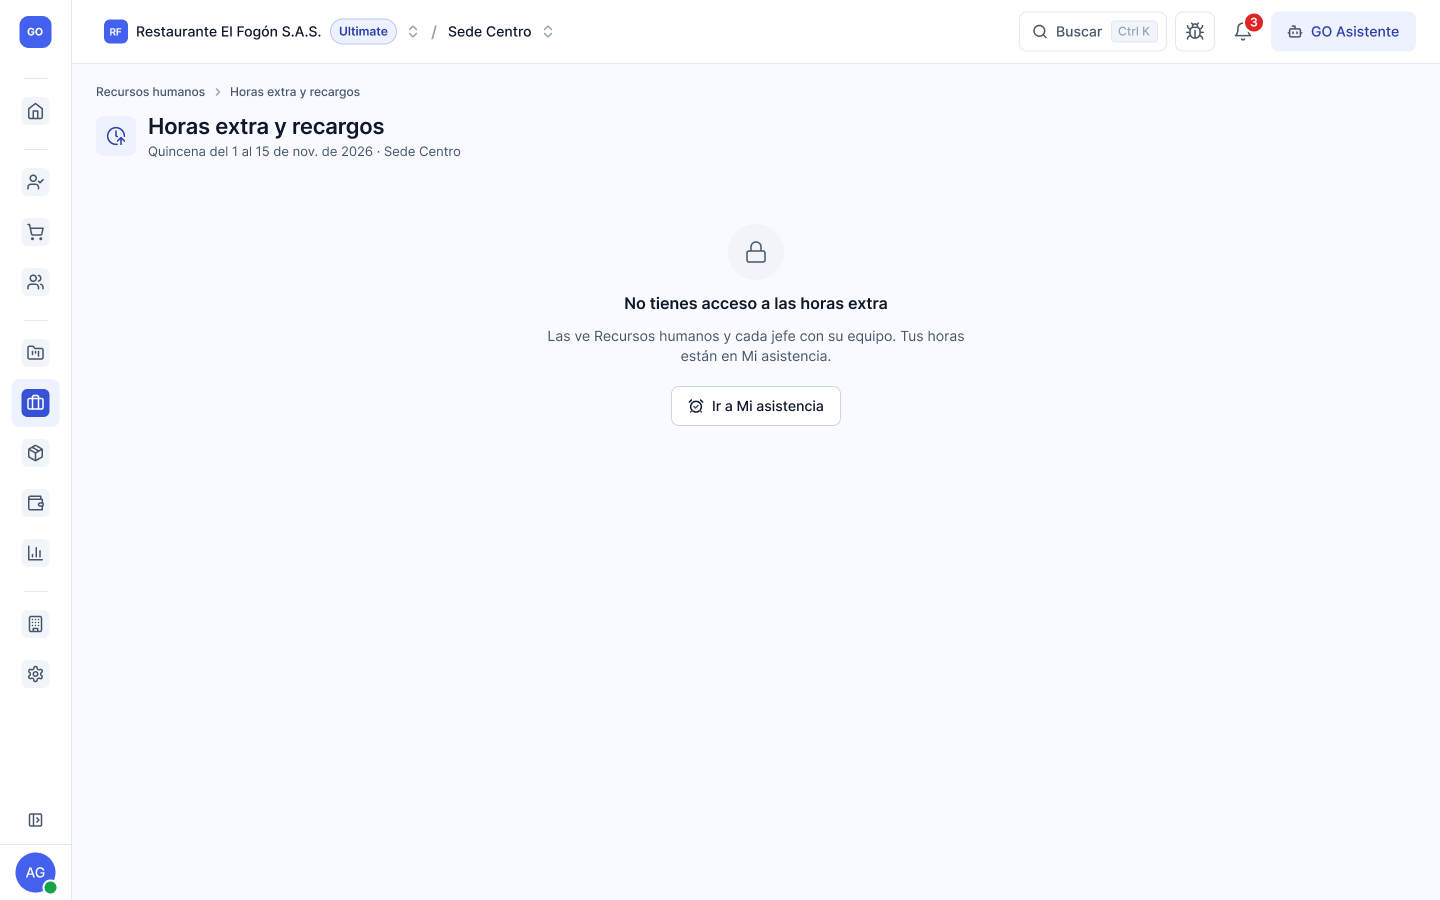 GO
RF Restaurante El Fogón S.A.S. Ultimate / Sede Centro
Buscar Ctrl K
3
GO Asistente
Recursos humanos > Horas extra y recargos
Horas extra y recargos
Quincena del 1 al 15 de nov. de 2026 · Sede Centro
No tienes acceso a las horas extra
Las ve Recursos humanos y cada jefe con su equipo. Tus horas
están en Mi asistencia.
Ir a Mi asistencia
AG